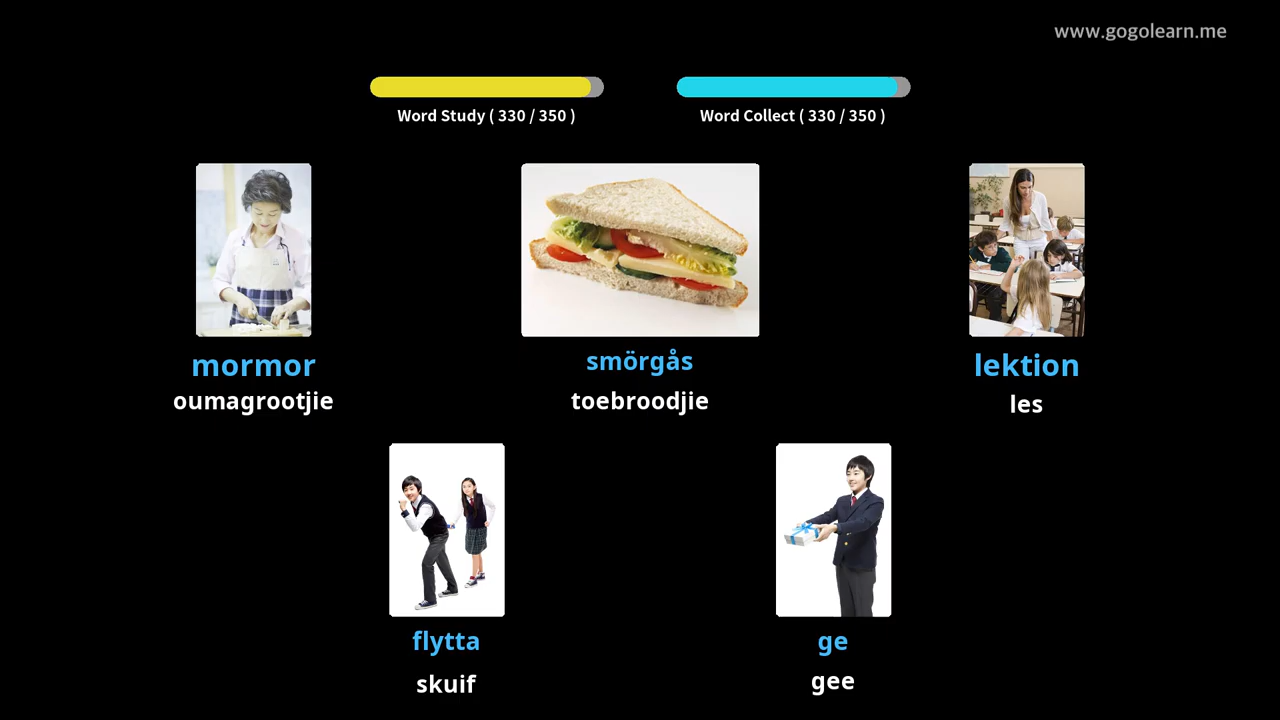 www.gogolearn.me
Word Study ( 330 / 350 )
Word Collect ( 330 / 350 )
mormor
oumagrootjie
smörgås
toebroodjie
lektion
les
flytta
skuif
ge
gee